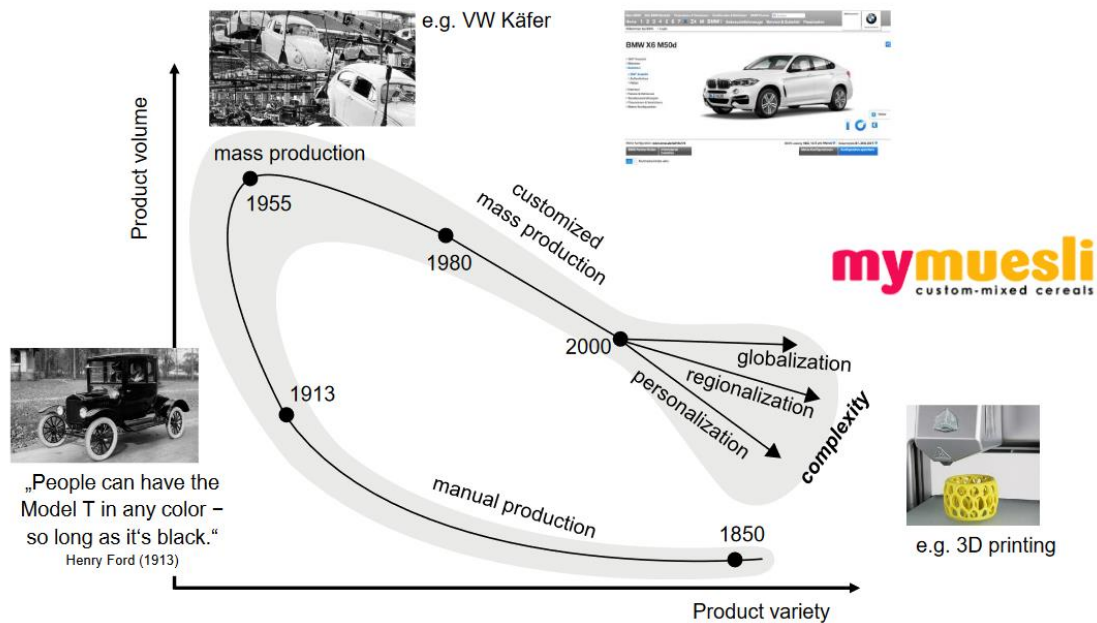 e.g. VW Käfer
BMW X6 M50d
Product volume
mass production
1955
1980
customized
mass production
2000
globalization
regionalization
personalization
complexity
mymuesli
custom-mixed cereals
1913
„People can have the
Model T in any color –
so long as it‘s black.“
Henry Ford (1913)
manual production
1850
e.g. 3D printing
Product variety